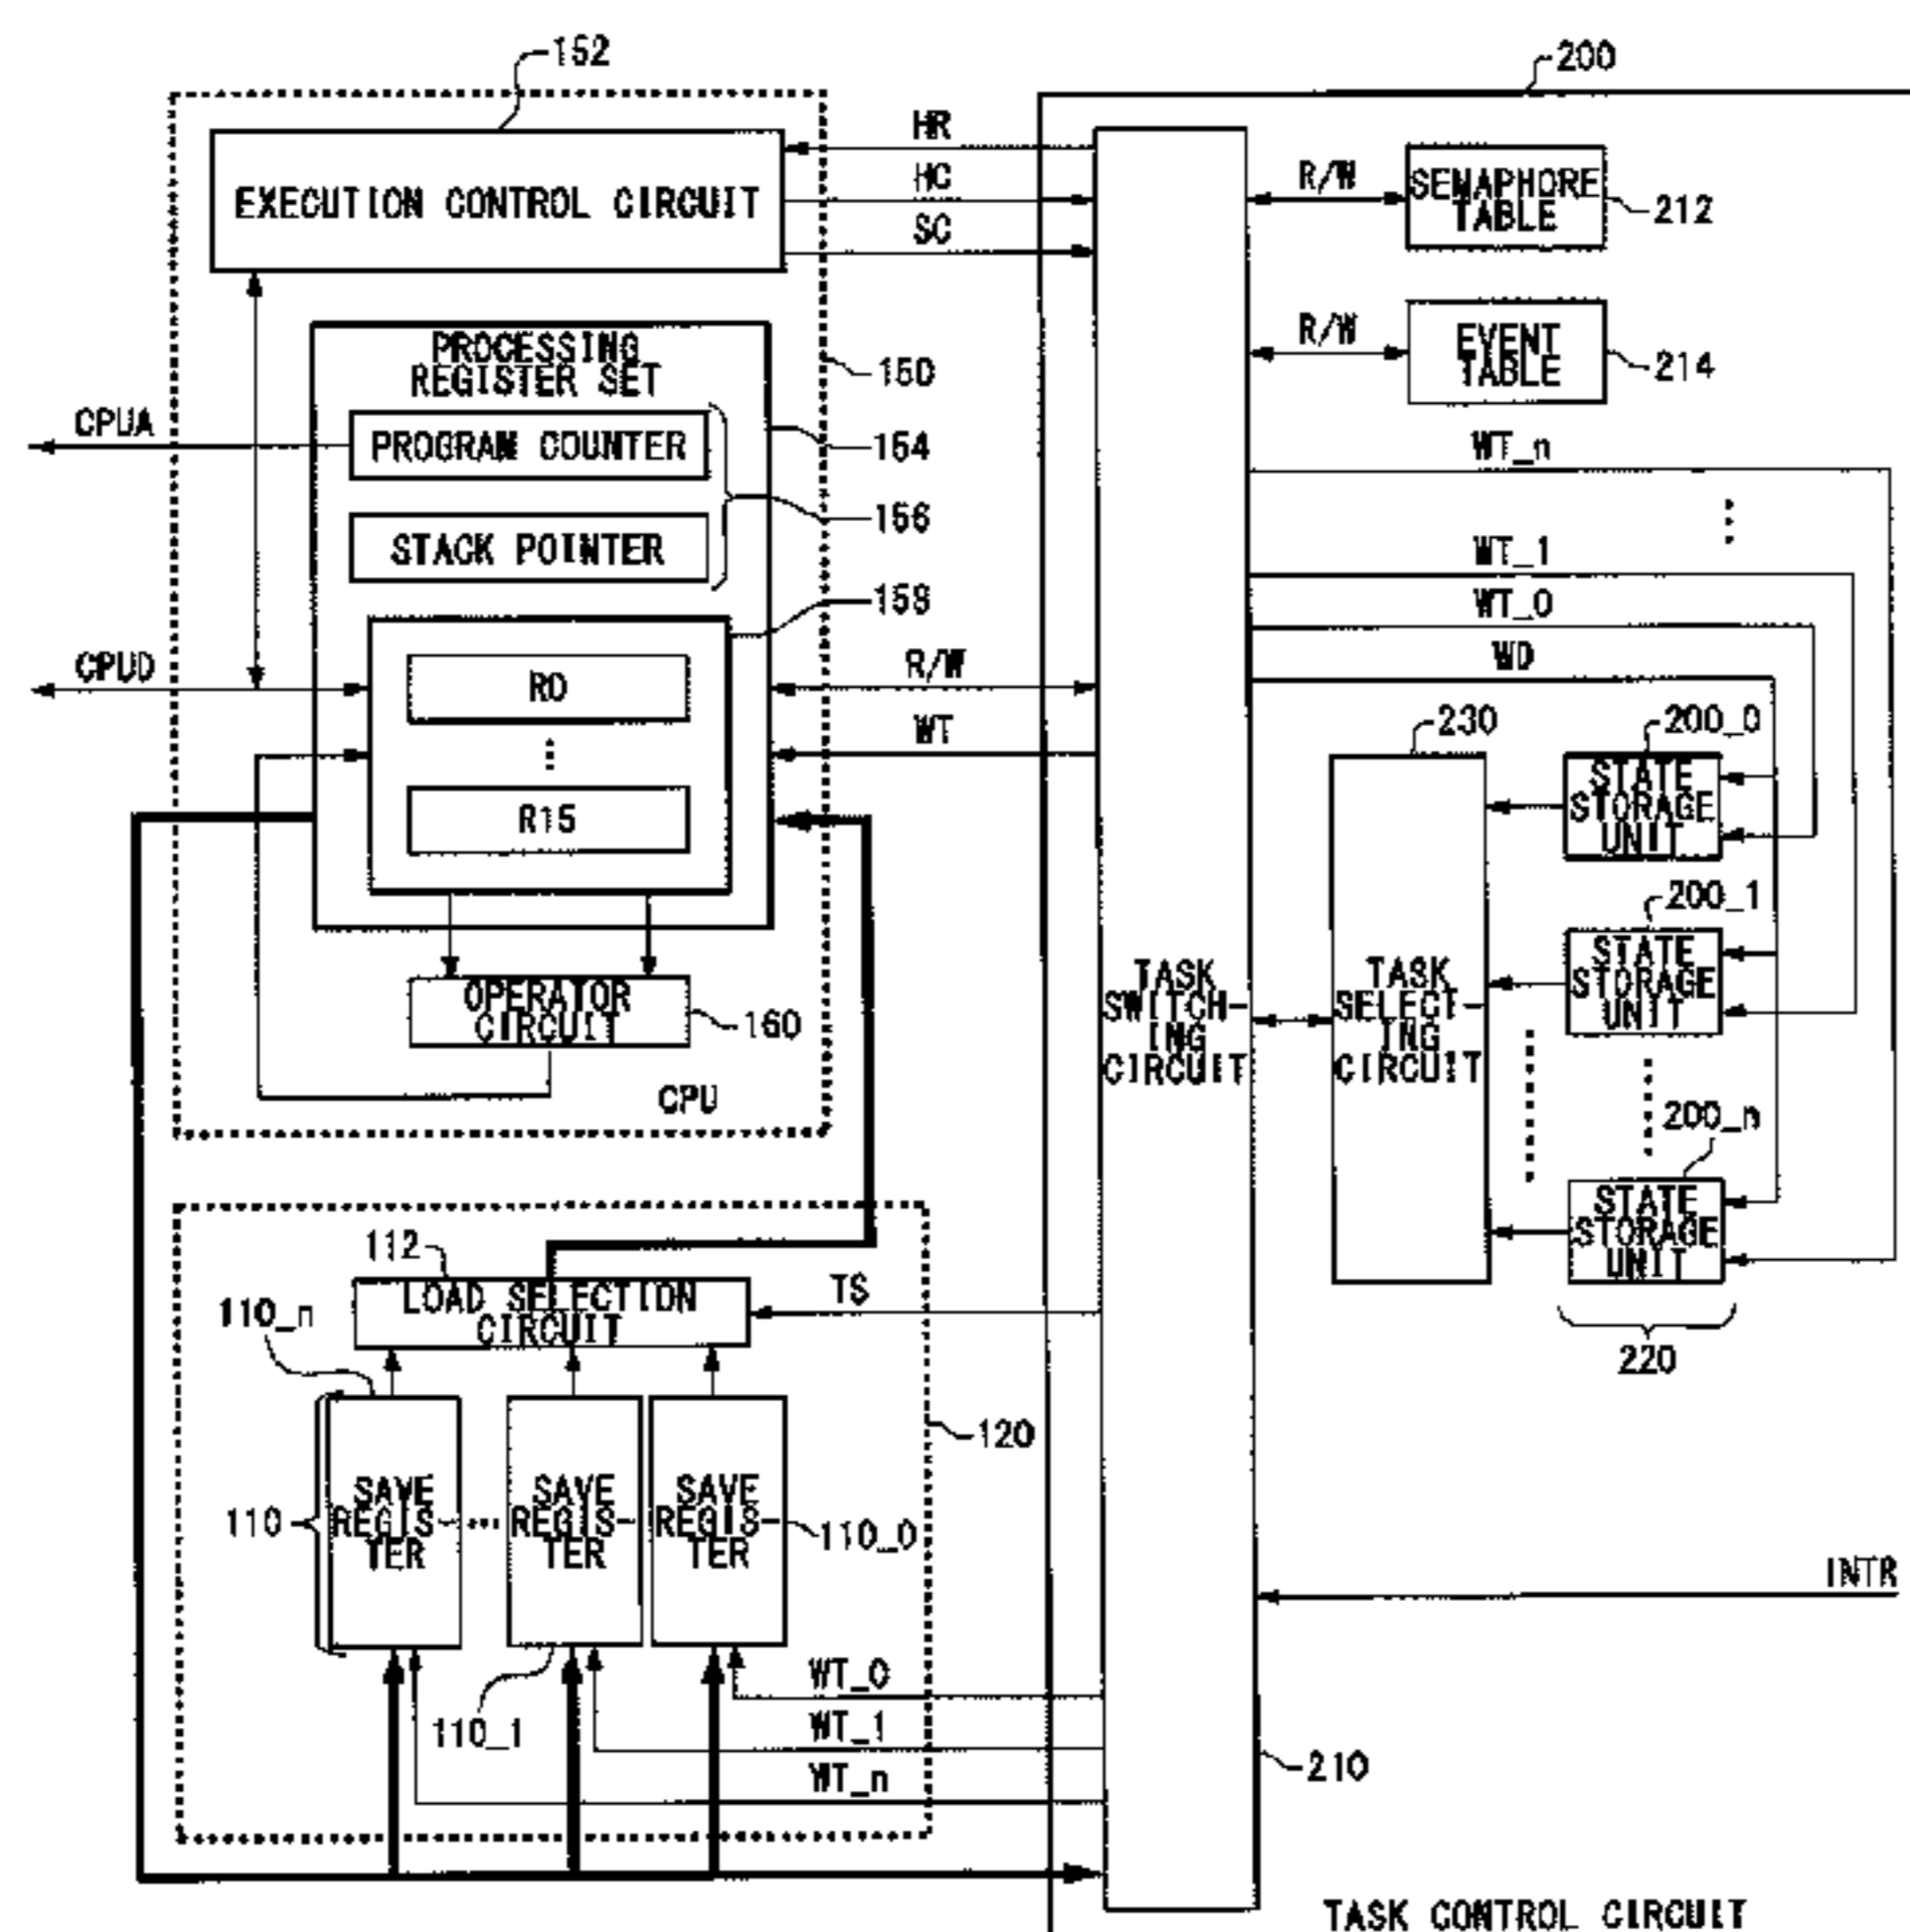 152
200
EXECUTION CONTROL CIRCUIT
HR
HC
SC
R/W
SEMAPHORE
TABLE
212
R/W
EVENT
TABLE
214
PROCESSING
REGISTER SET
150
CPUA
PROGRAM COUNTER
154
156
STACK POINTER
158
WT_n
WT_1
WT_0
WD
CPUD
R0
R15
R/W
WT
230
200_0
STATE
STORAGE
UNIT
200_1
STATE
STORAGE
UNIT
200_n
STATE
STORAGE
UNIT
220
OPERATOR
CIRCUIT
160
CPU
TASK
SWITCH-
ING
CIRCUIT
TASK
SELECT-
ING
CIRCUIT
112
LOAD SELECTION
CIRCUIT
TS
110_n
110
SAVE
REGIS-
TER
SAVE
REGIS-
TER
SAVE
REGIS-
TER
110_0
120
110_1
WT_0
WT_1
WT_n
INTR
210
TASK CONTROL CIRCUIT